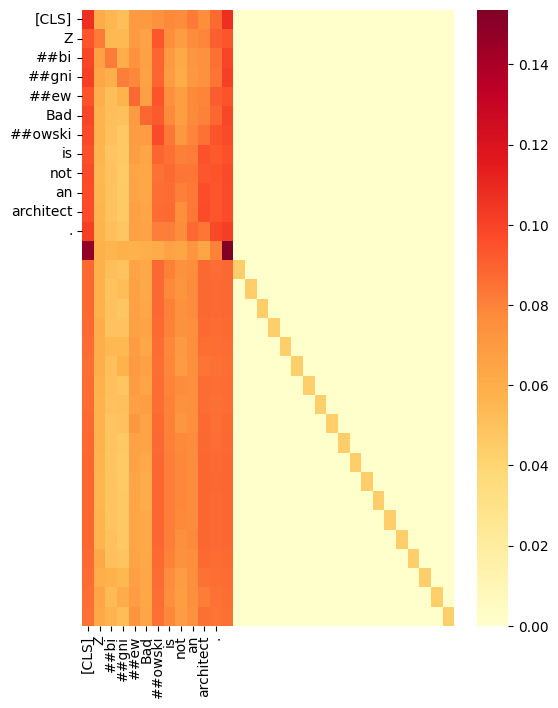 [CLS]
Z
##bi
##gni
##ew
Bad
##owski
is
not
an
architect
.
[CLS]
Z
##bi
##gni
##ew
Bad
##owski
is
not
an
architect
.
0.14
0.12
0.10
0.08
0.06
0.04
0.02
0.00